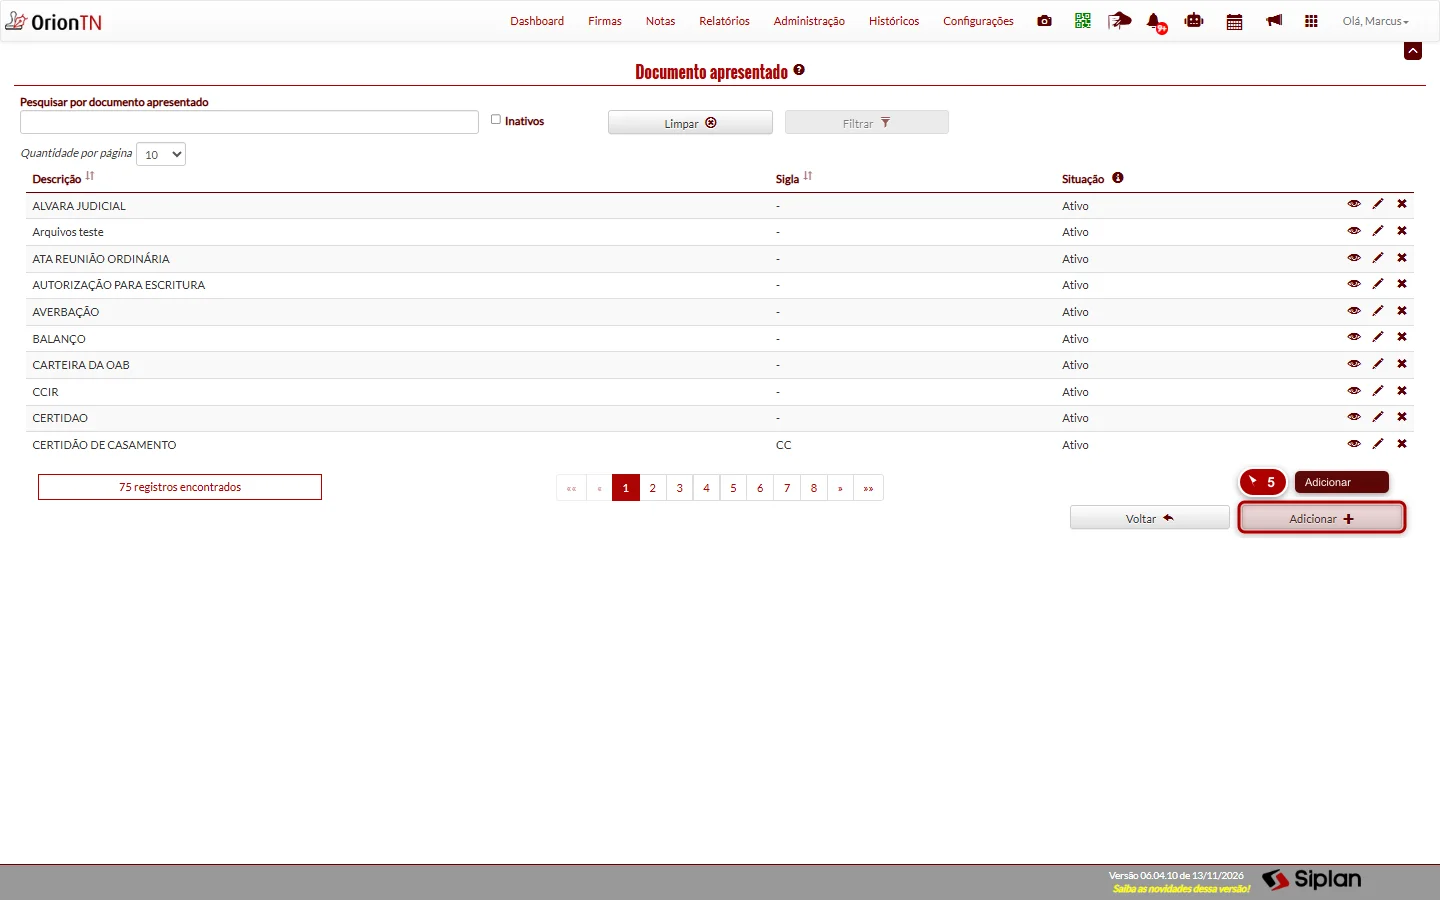 OrionTN
Dashboard Firmas Notas Relatórios Administração Históricos Configurações 9+ Olá, Marcus
Documento apresentado
Pesquisar por documento apresentado
Inativos Limpar Filtrar
Quantidade por página 10
Descrição Sigla Situação
ALVARA JUDICIAL - Ativo
Arquivos teste - Ativo
ATA REUNIÃO ORDINÁRIA - Ativo
AUTORIZAÇÃO PARA ESCRITURA - Ativo
AVERBAÇÃO - Ativo
BALANÇO - Ativo
CARTEIRA DA OAB - Ativo
CCIR - Ativo
CERTIDAO - Ativo
CERTIDÃO DE CASAMENTO CC Ativo
75 registros encontrados «« « 1 2 3 4 5 6 7 8 » »» 5 Adicionar
Voltar Adicionar
Versão 06.04.10 de 13/11/2026
Saiba as novidades dessa versão!
Siplan